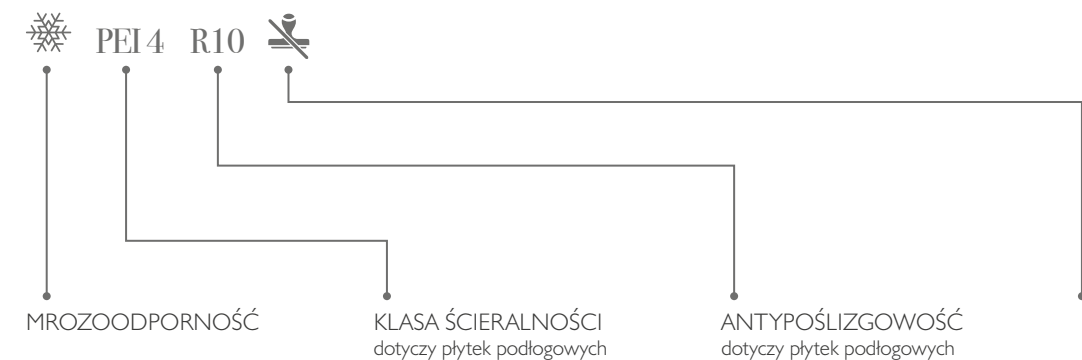 PEI 4 R10
MROZOODPORNOŚĆ
KLASA ŚCIERALNOŚCI
dotyczy płytek podłogowych
ANTYPOŚLIZGOWOŚĆ
dotyczy płytek podłogowych